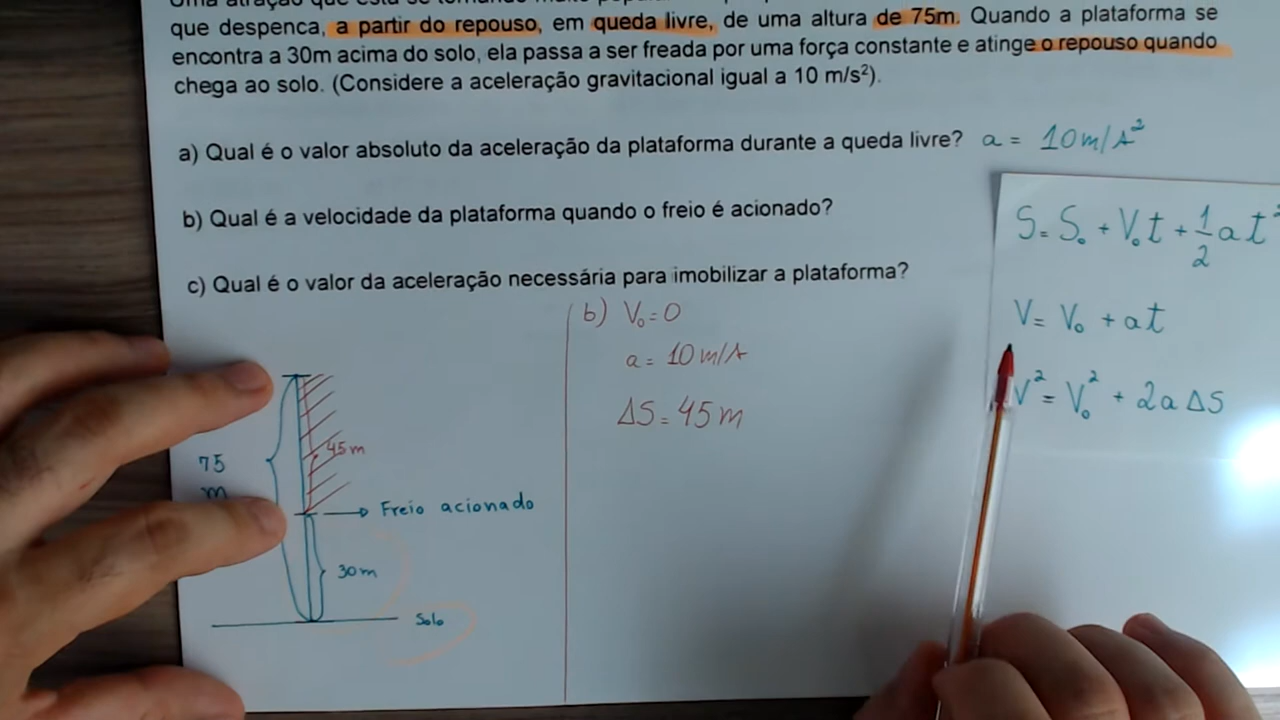 que despenca, a partir do repouso, em queda livre, de uma altura de 75m. Quando a plataforma se
encontra a 30m acima do solo, ela passa a ser freada por uma força constante e atinge o repouso quando
chega ao solo. (Considere a aceleração gravitacional igual a 10 m/s²).
a) Qual é o valor absoluto da aceleração da plataforma durante a queda livre? a = 10m/s²
b) Qual é a velocidade da plataforma quando o freio é acionado?
c) Qual é o valor da aceleração necessária para imobilizar a plataforma?
S = S₀ + V₀t + 1/2 at²
V = V₀ + at
V² = V₀² + 2aΔS
b) V₀ = 0
a = 10m/s
ΔS = 45m
75
m
45m
Freio acionado
30m
Solo